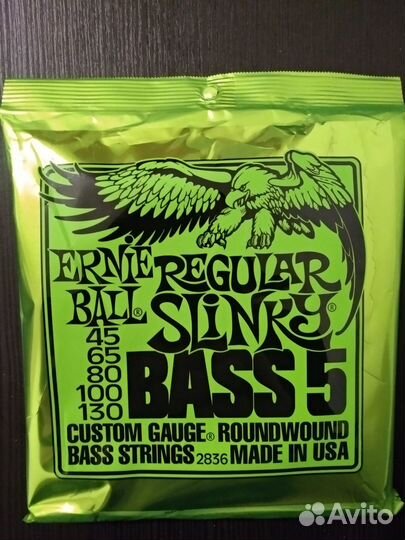 ERNIE BALL®
REGULAR SLINKY®
45
65
80
100
130
BASS 5
CUSTOM GAUGE® ROUNDWOUND
BASS STRINGS 2836 MADE IN USA
Avito